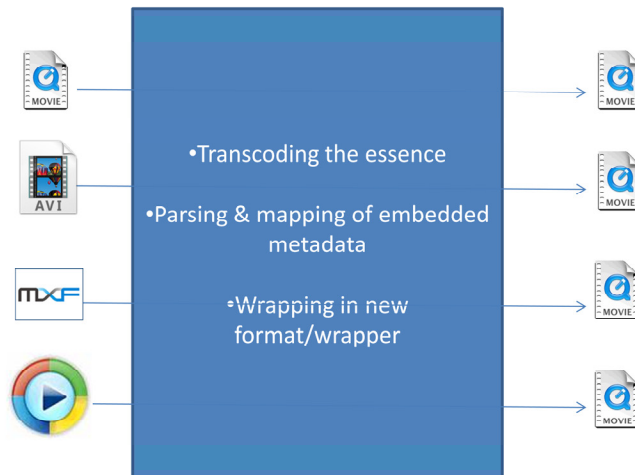 MOVIE
MOVIE
•Transcoding the essence
AVI
MOVIE
•Parsing & mapping of embedded
metadata
MXF
•Wrapping in new
format/wrapper
MOVIE
MOVIE